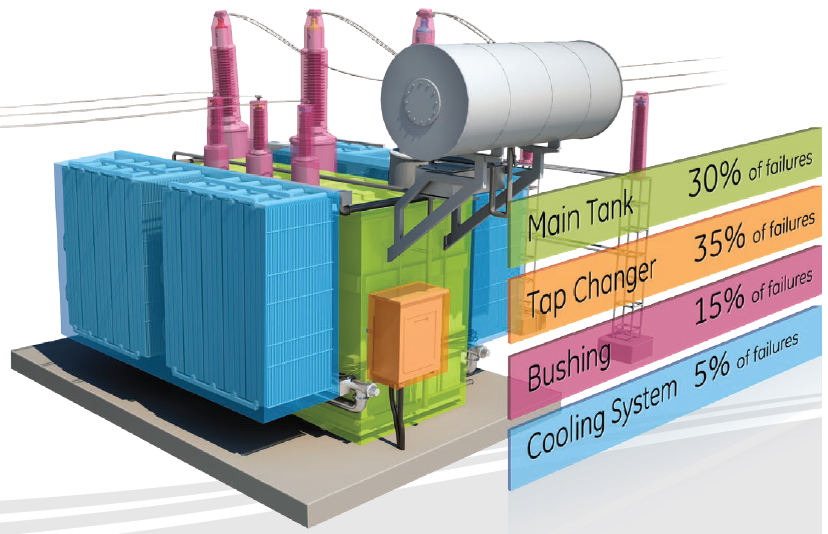 Main Tank 30% of failures
Tap Changer 35% of failures
Bushing 15% of failures
Cooling System 5% of failures